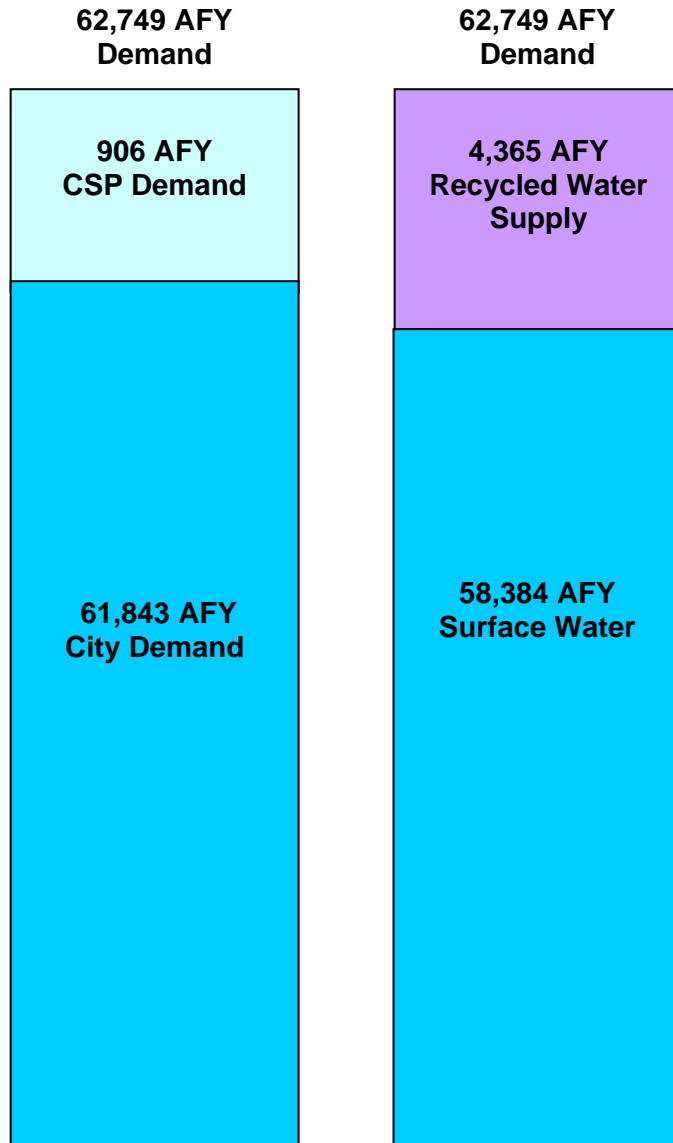 62,749 AFY
Demand
906 AFY
CSP Demand
61,843 AFY
City Demand
62,749 AFY
Demand
4,365 AFY
Recycled Water
Supply
58,384 AFY
Surface Water